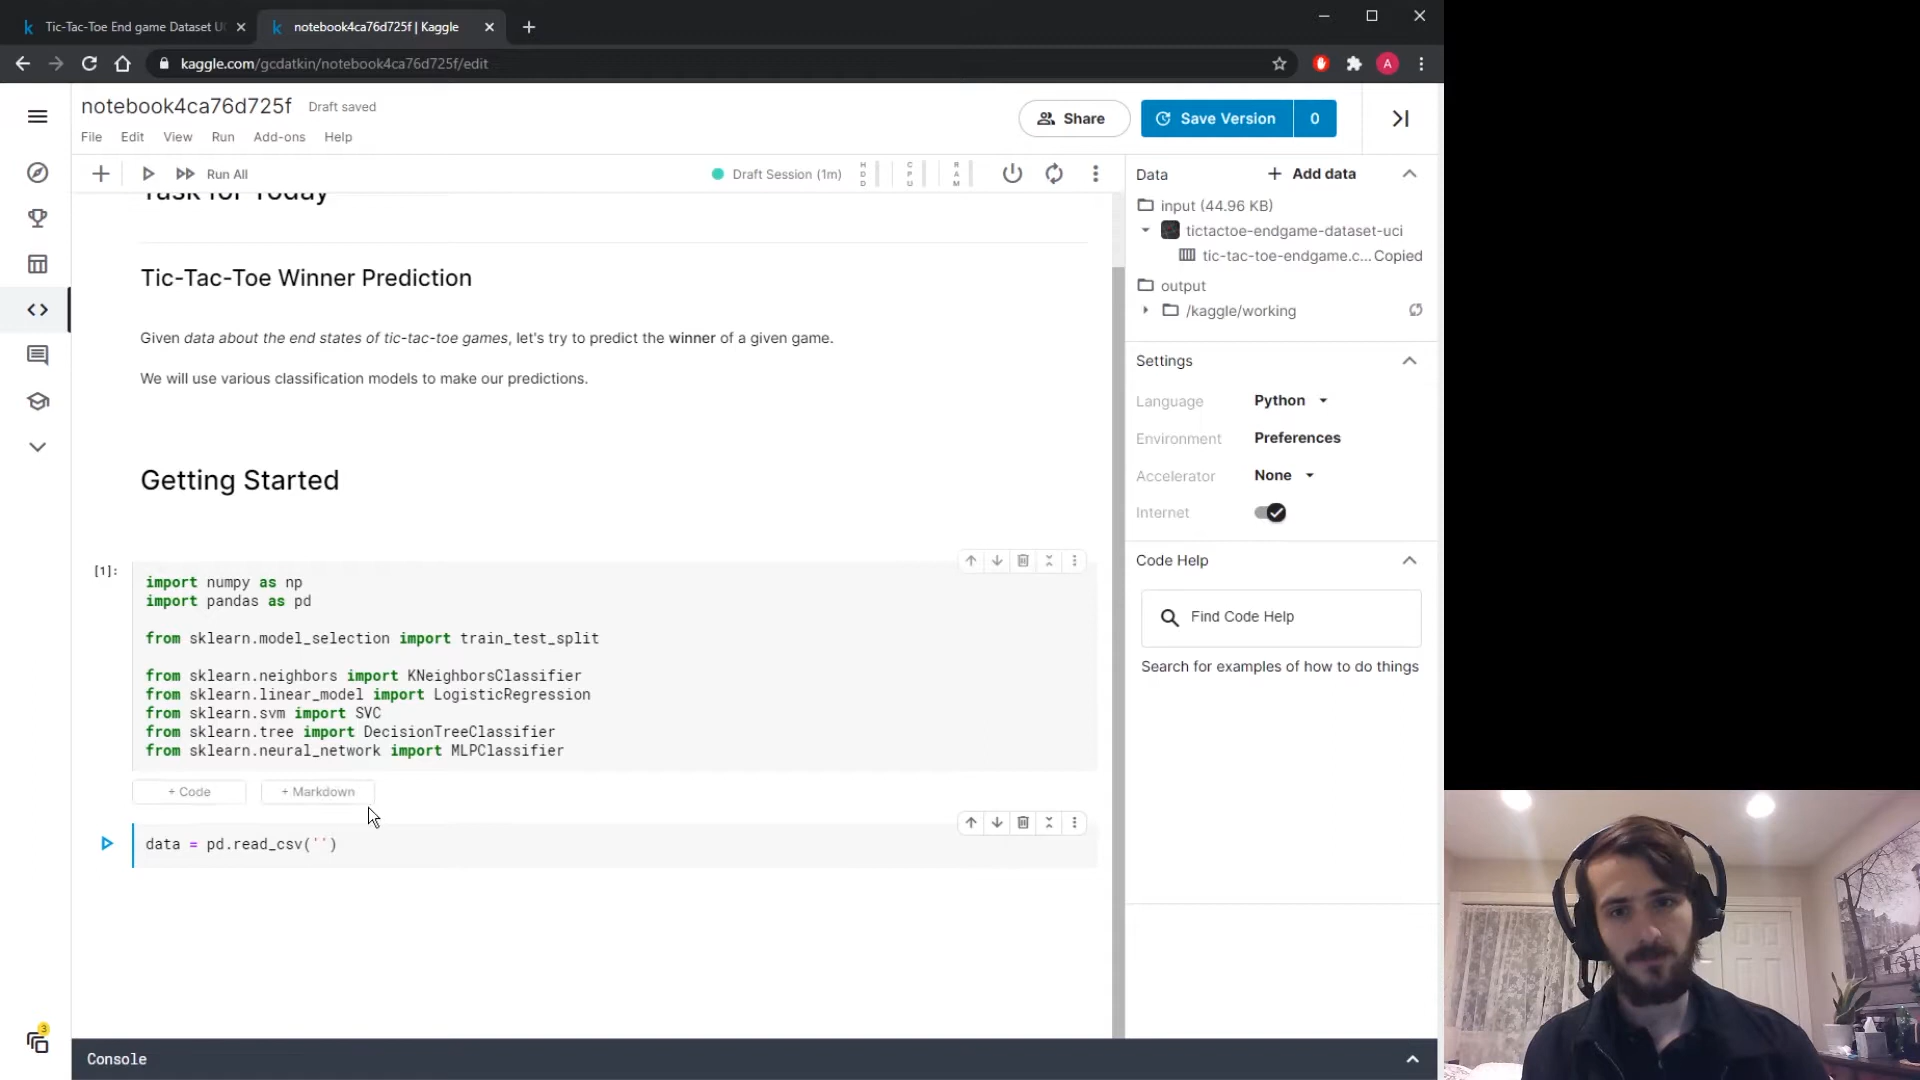 Tic-Tac-Toe End game Dataset U
notebook4ca76d725f | Kaggle
kaggle.com/gcdatkin/notebook4ca76d725f/edit
A
notebook4ca76d725f
Draft saved
Share
Save Version
0
File
Edit
View
Run
Add-ons
Help
Run All
Draft Session (1m)
HDD
CPU
RAM
Task for Today
Tic-Tac-Toe Winner Prediction
Given data about the end states of tic-tac-toe games, let's try to predict the winner of a given game.
We will use various classification models to make our predictions.
Getting Started
[1]:
import numpy as np
import pandas as pd
from sklearn.model_selection import train_test_split
from sklearn.neighbors import KNeighborsClassifier
from sklearn.linear_model import LogisticRegression
from sklearn.svm import SVC
from sklearn.tree import DecisionTreeClassifier
from sklearn.neural_network import MLPClassifier
+ Code
+ Markdown
data = pd.read_csv('')
Console
3
Data
+ Add data
input (44.96 KB)
tictactoe-endgame-dataset-uci
tic-tac-toe-endgame.c... Copied
output
/kaggle/working
Settings
Language
Python
Environment
Preferences
Accelerator
None
Internet
Code Help
Find Code Help
Search for examples of how to do things